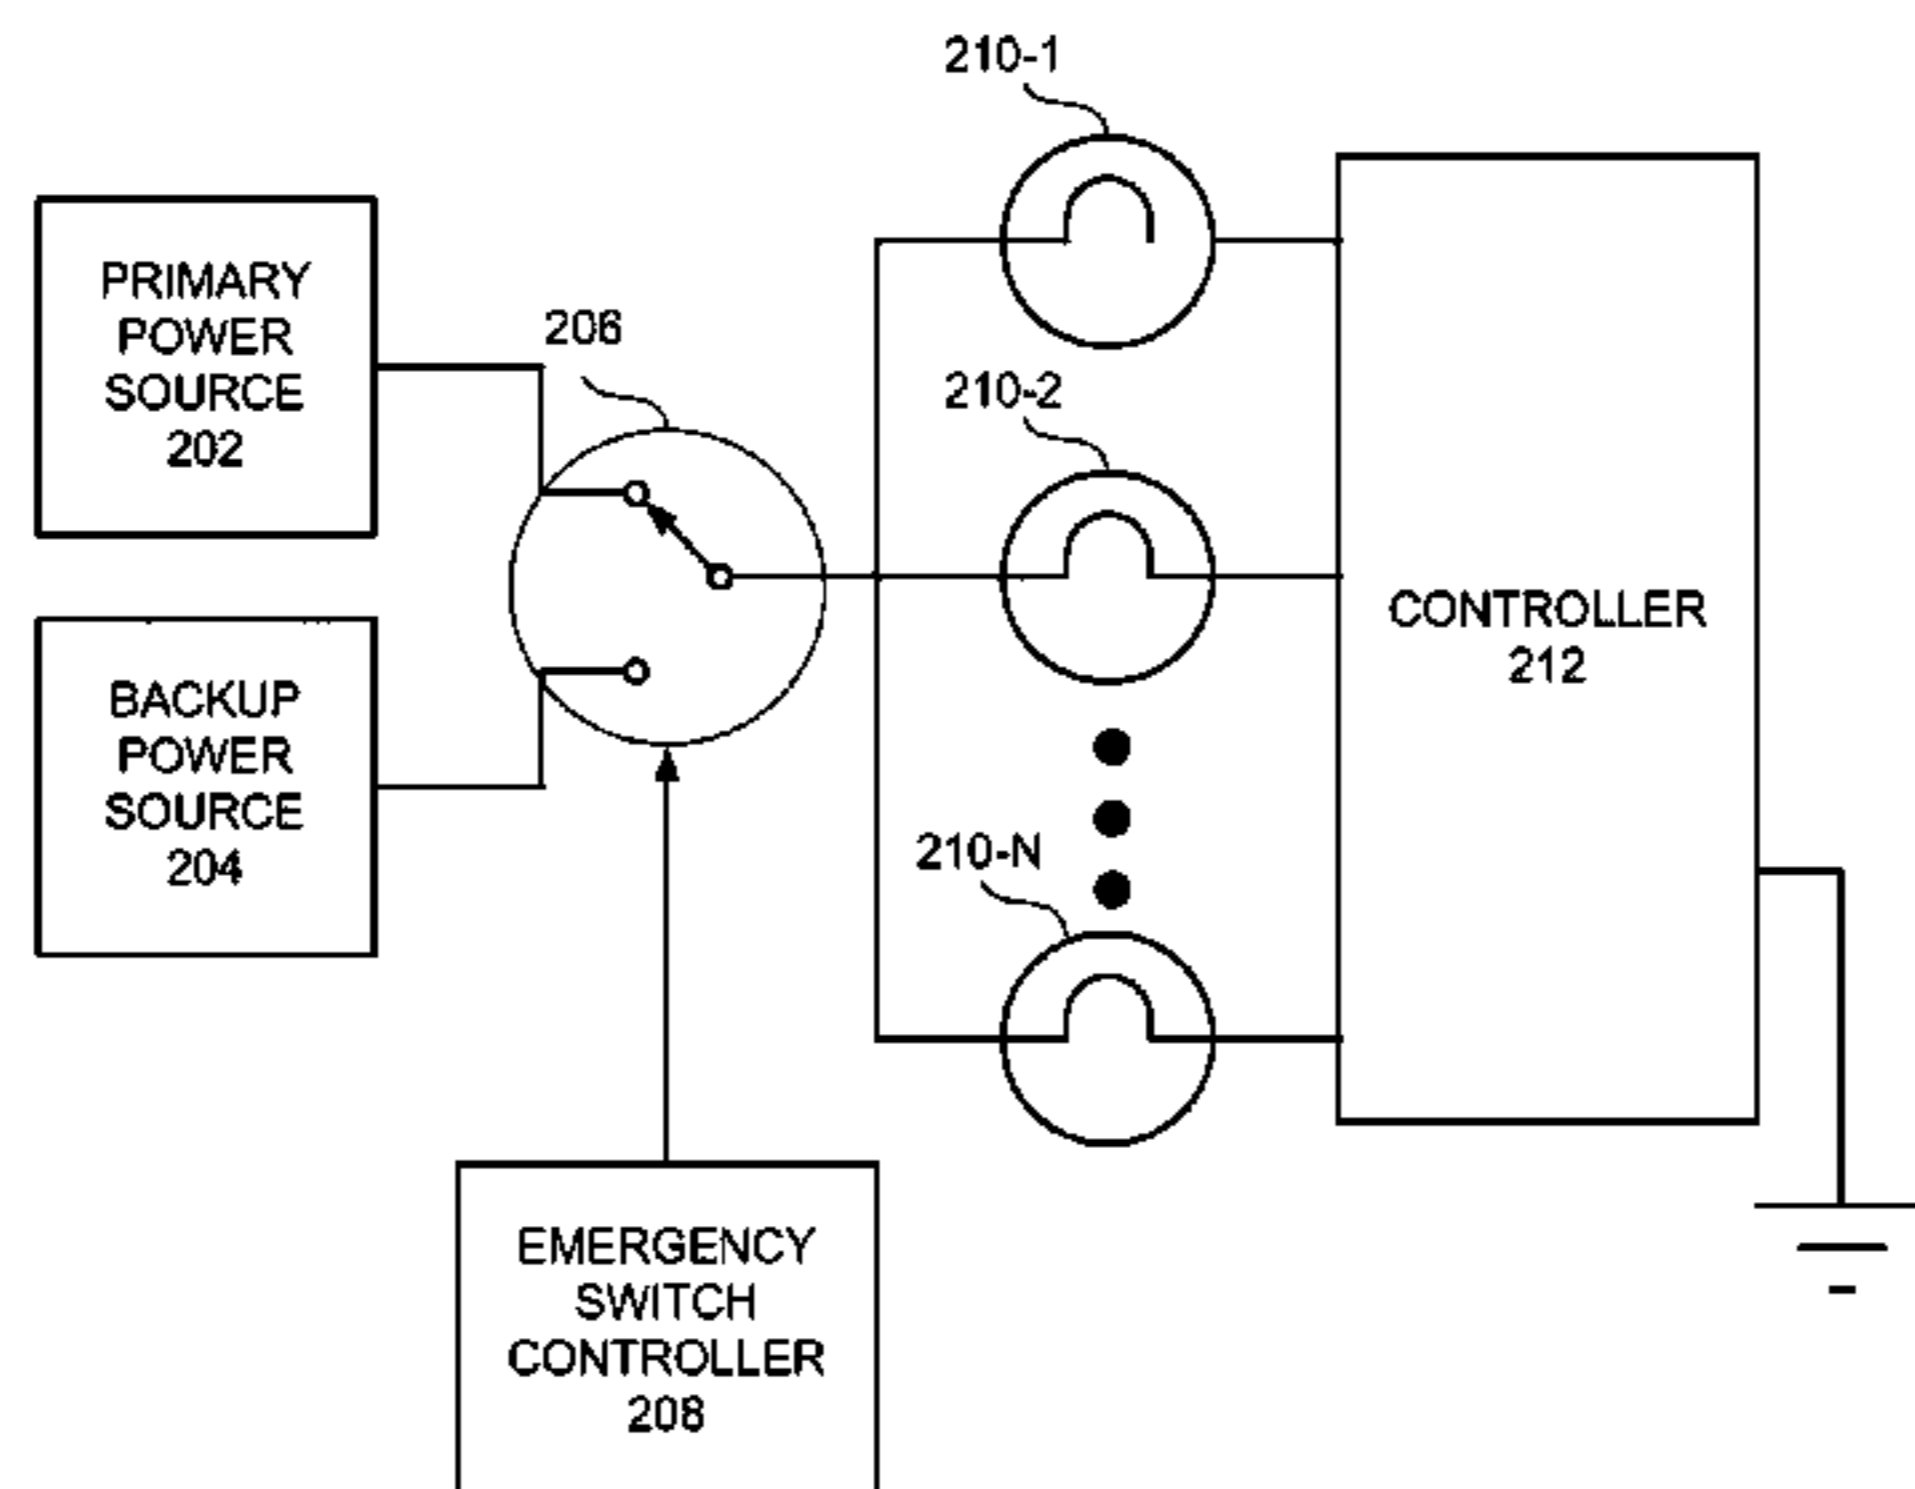 210-1
PRIMARY
POWER
SOURCE
202
206
210-2
CONTROLLER
212
BACKUP
POWER
SOURCE
204
210-N
EMERGENCY
SWITCH
CONTROLLER
208